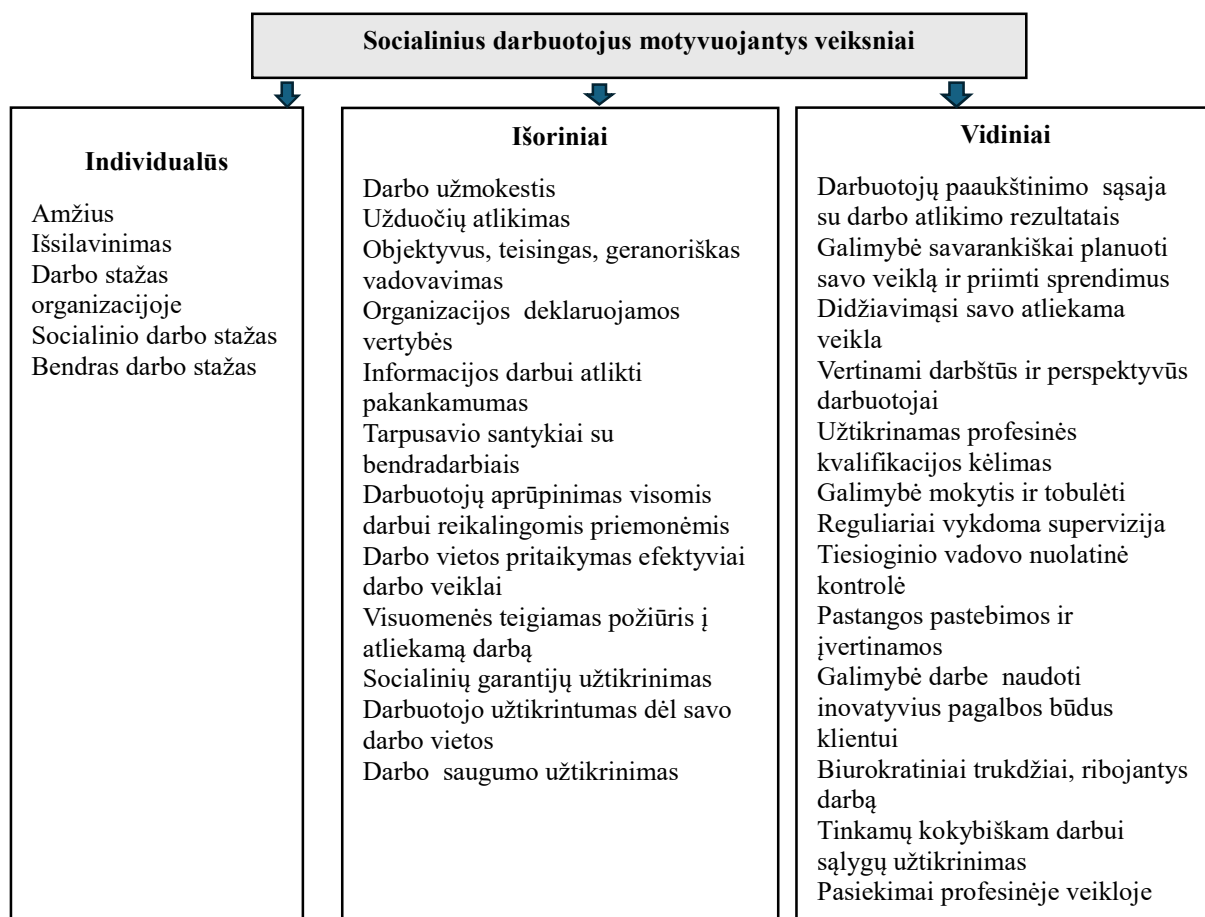 Socialinius darbuotojus motyvuojantys veiksniai
Individualūs
Amžius
Išsilavinimas
Darbo stažas
organizacijoje
Socialinio darbo stažas
Bendras darbo stažas
Išoriniai
Darbo užmokestis
Užduočių atlikimas
Objektyvus, teisingas, geranoriškas
vadovavimas
Organizacijos deklaruojamos
vertybės
Informacijos darbui atlikti
pakankamumas
Tarpusavio santykiai su
bendradarbiais
Darbuotojų aprūpinimas visomis
darbui reikalingomis priemonėmis
Darbo vietos pritaikymas efektyviai
darbo veiklai
Visuomenės teigiamas požiūris į
atliekamą darbą
Socialinių garantijų užtikrinimas
Darbuotojo užtikrintumas dėl savo
darbo vietos
Darbo saugumo užtikrinimas
Vidiniai
Darbuotojų paaukštinimo sąsaja
su darbo atlikimo rezultatais
Galimybė savarankiškai planuoti
savo veiklą ir priimti sprendimus
Didžiavimąsi savo atliekama
veikla
Vertinami darbštūs ir perspektyvūs
darbuotojai
Užtikrinamas profesinės
kvalifikacijos kėlimas
Galimybė mokytis ir tobulėti
Reguliariai vykdoma supervizija
Tiesioginio vadovo nuolatinė
kontrolė
Pastangos pastebimos ir
įvertinamos
Galimybė darbe naudoti
inovatyvius pagalbos būdus
klientui
Biurokratiniai trukdžiai, ribojantys
darbą
Tinkamų kokybiškam darbui
sąlygų užtikrinimas
Pasiekimai profesinėje veikloje